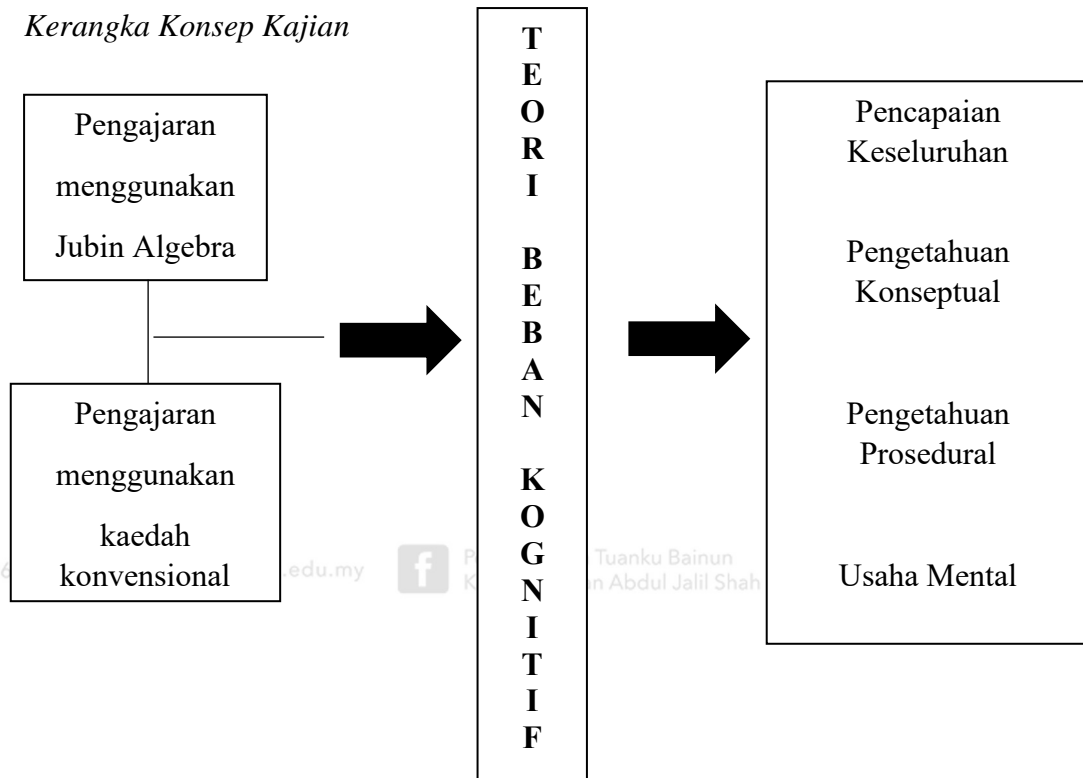 Kerangka Konsep Kajian
Pengajaran
menggunakan
Jubin Algebra
Pengajaran
menggunakan
kaedah
konvensional
T
E
O
R
I
B
E
B
A
N
K
O
G
N
I
T
I
F
Pencapaian
Keseluruhan
Pengetahuan
Konseptual
Pengetahuan
Prosedural
Usaha Mental
.edu.my
f
Tuanku Bainun
Abdul Jalil Shah